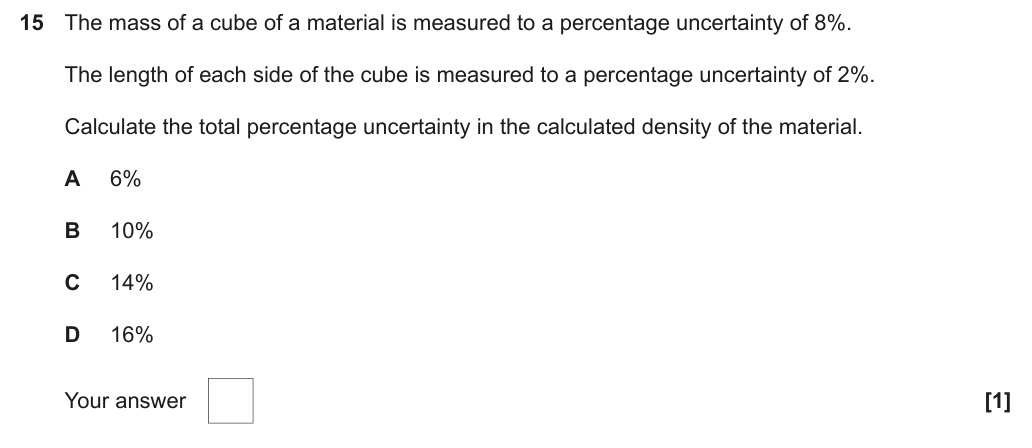 15 The mass of a cube of a material is measured to a percentage uncertainty of 8%.
The length of each side of the cube is measured to a percentage uncertainty of 2%.
Calculate the total percentage uncertainty in the calculated density of the material.
A 6%
B 10%
C 14%
D 16%
Your answer [1]